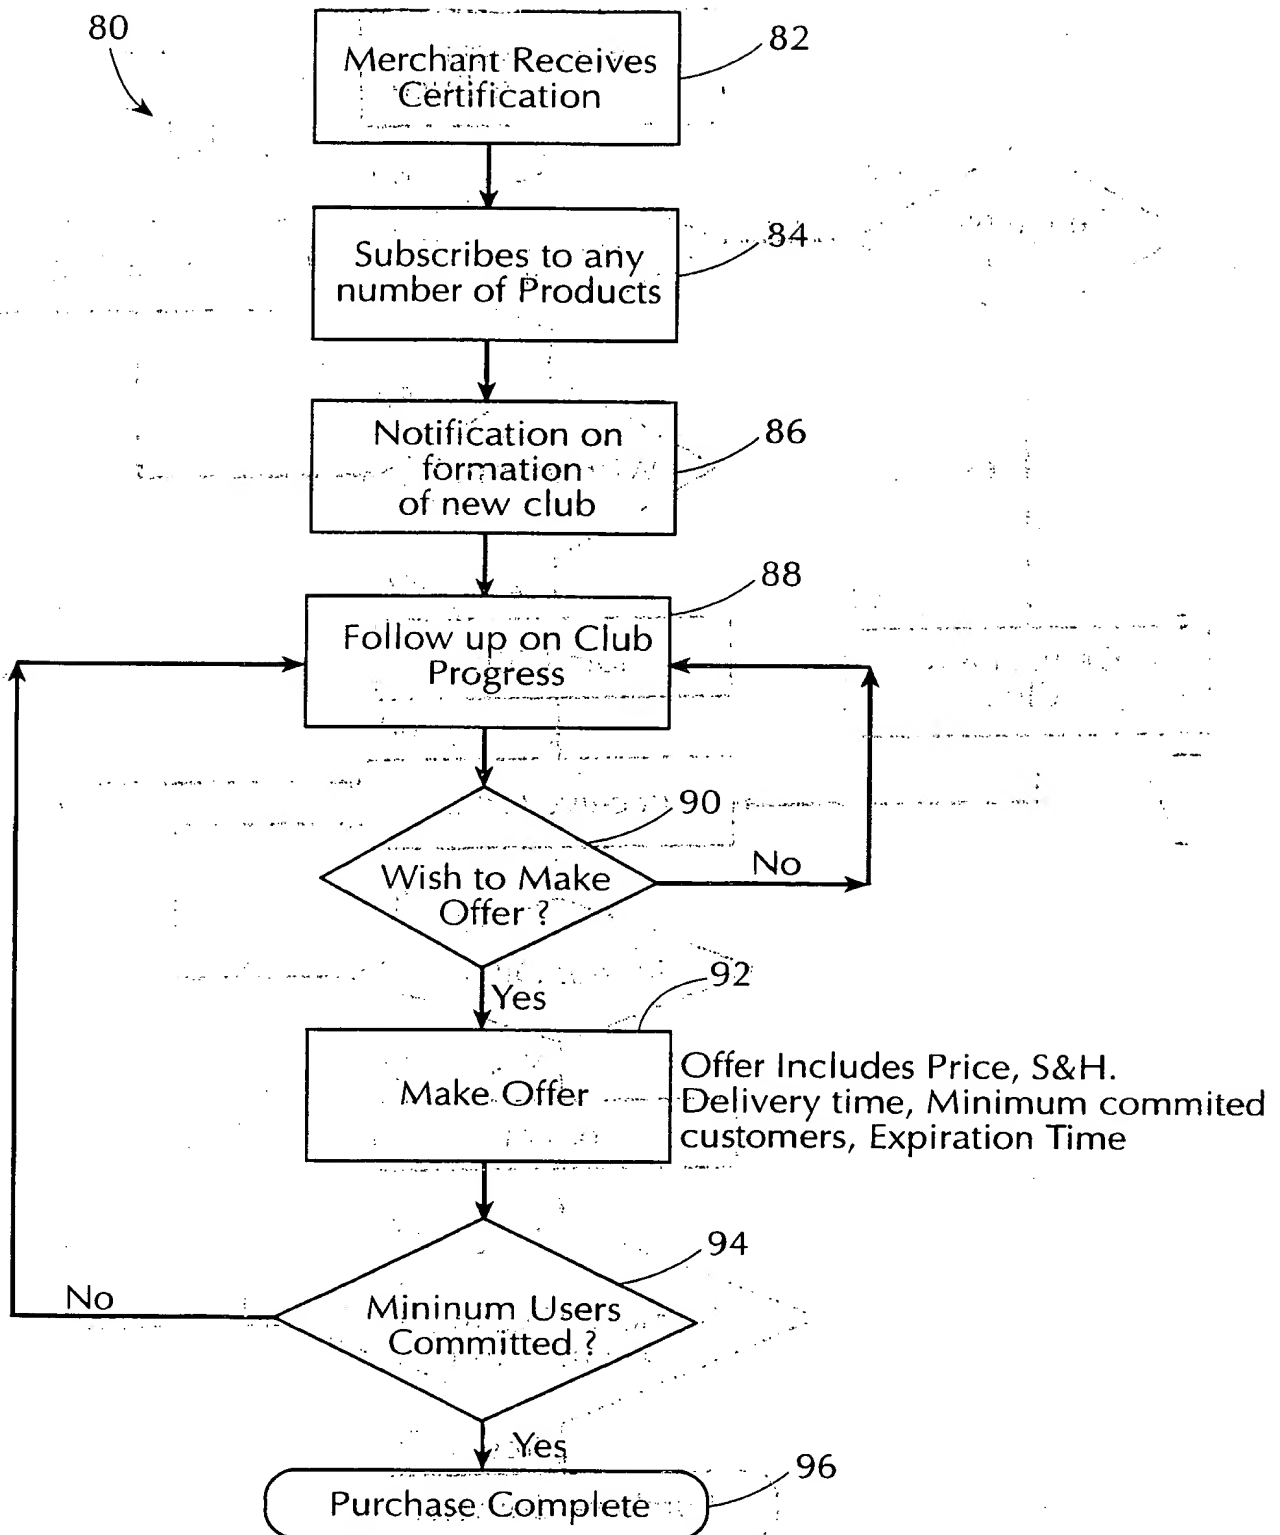 80
82
Merchant Receives
Certification
84
Subscribes to any
number of Products
86
Notification on
formation
of new club
88
Follow up on Club
Progress
90
Wish to Make
Offer ?
No
Yes
92
Make Offer
Offer Includes Price, S&H.
Delivery time, Minimum commited
customers, Expiration Time
94
Mininum Users
Committed ?
No
Yes
96
Purchase Complete